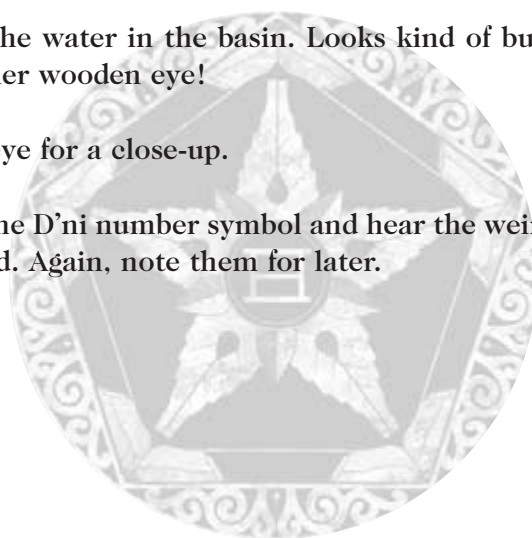 he water in the basin. Looks kind of bu
er wooden eye!
ye for a close-up.
he D'ni number symbol and hear the wei
d. Again, note them for later.